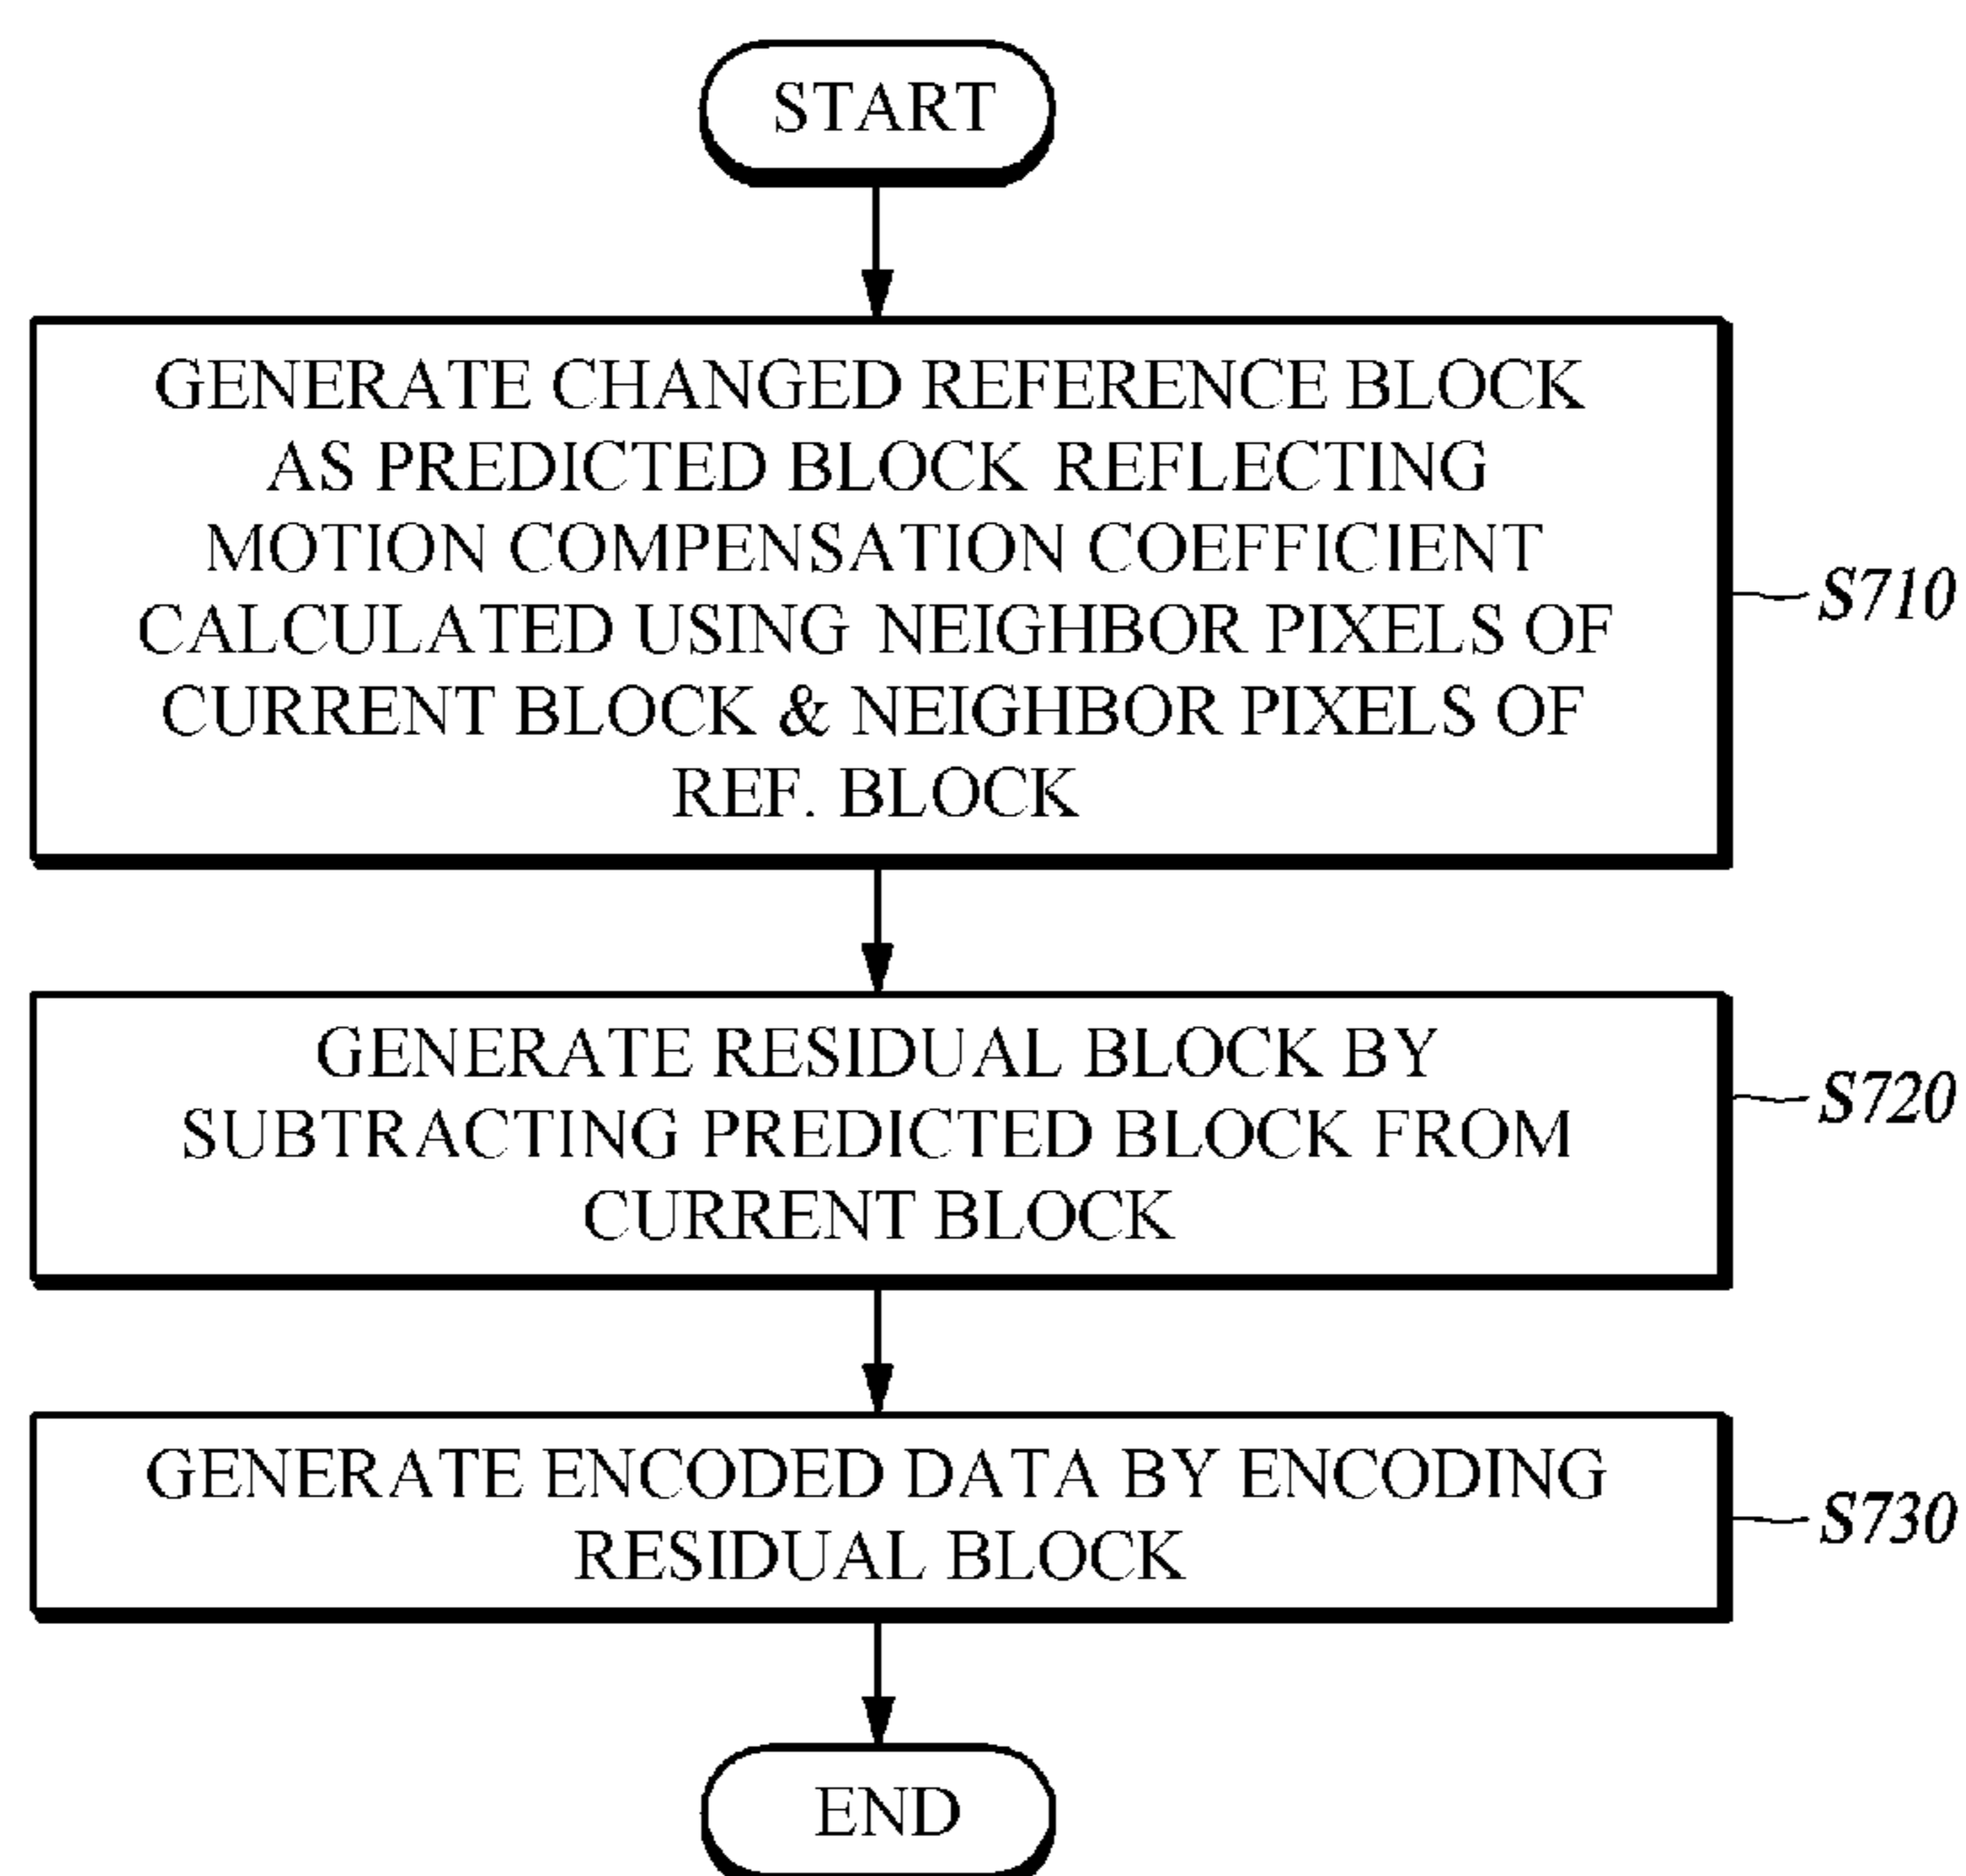 START
GENERATE CHANGED REFERENCE BLOCK
AS PREDICTED BLOCK REFLECTING
MOTION COMPENSATION COEFFICIENT
CALCULATED USING NEIGHBOR PIXELS OF
CURRENT BLOCK & NEIGHBOR PIXELS OF
REF. BLOCK
S710
GENERATE RESIDUAL BLOCK BY
SUBTRACTING PREDICTED BLOCK FROM
CURRENT BLOCK
S720
GENERATE ENCODED DATA BY ENCODING
RESIDUAL BLOCK
S730
END